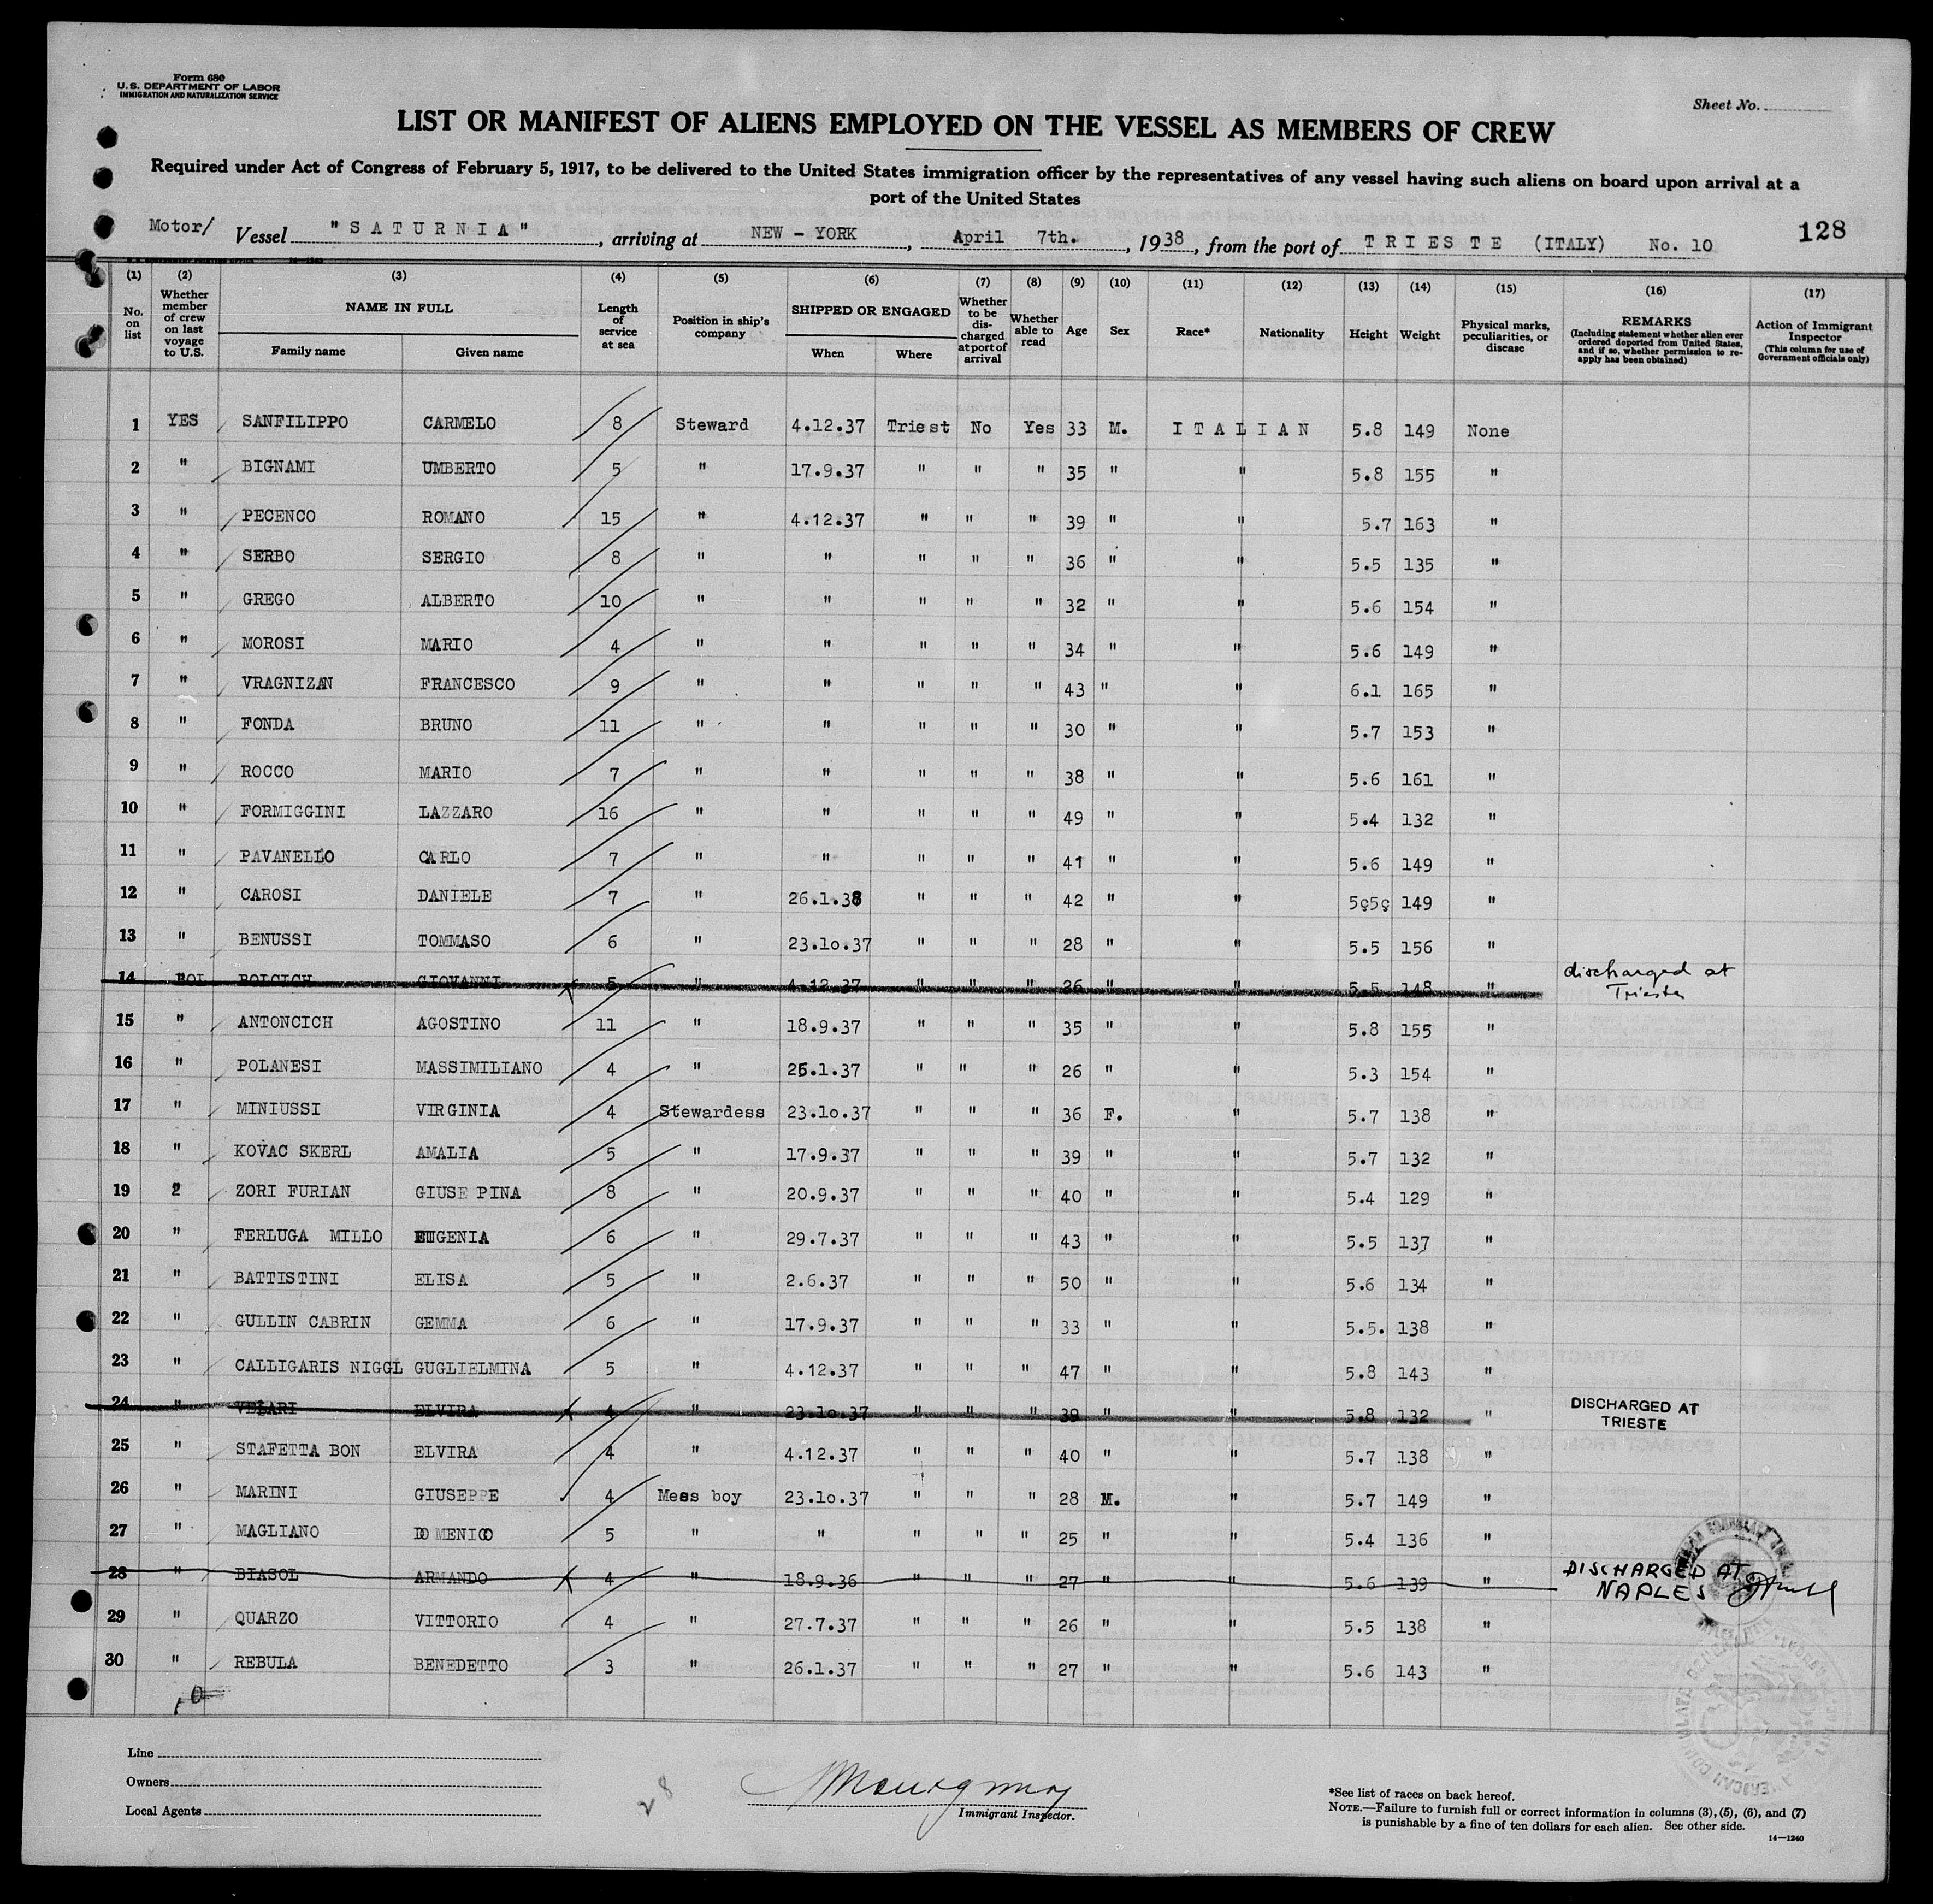 Form 680
U. S. DEPARTMENT OF LABOR
IMMIGRATION AND NATURALIZATION SERVICE
Sheet No.
LIST OR MANIFEST OF ALIENS EMPLOYED ON THE VESSEL AS MEMBERS OF CREW
Required under Act of Congress of February 5, 1917, to be delivered to the United States immigration officer by the representatives of any vessel having such aliens on board upon arrival at a
port of the United States
Motor/ Vessel "SATURNIA", arriving at NEW - YORK, April 7th., 1938, from the port of TRIESTE (ITALY) No. 10 128
(1) (2) (3) (4) (5) (6) (7) (8) (9) (10) (11) (12) (13) (14) (15) (16) (17)
No. on list
Whether member of crew on last voyage to U.S.
NAME IN FULL
Family name Given name
Length of service at sea
Position in ship's company
SHIPPED OR ENGAGED
When Where
Whether to be discharged at port of arrival
Whether able to read
Age
Sex
Race*
Nationality
Height
Weight
Physical marks, peculiarities, or disease
REMARKS
(Including statement whether alien ever ordered deported from United States, and if so, whether permission to reapply has been obtained)
Action of Immigrant Inspector
(This column for use of Government officials only)
1 YES SANFILIPPO CARMELO 8 Steward 4.12.37 Triest No Yes 33 M. ITALIAN 5.8 149 None
2 " BIGNAMI UMBERTO 5 " 17.9.37 " " " 35 " " 5.8 155 "
3 " PECENCO ROMANO 15 " 4.12.37 " " " 39 " " 5.7 163 "
4 " SERBO SERGIO 8 " " " " " 36 " " 5.5 135 "
5 " GREGO ALBERTO 10 " " " " " 32 " " 5.6 154 "
6 " MOROSI MARIO 4 " " " " " 34 " " 5.6 149 "
7 " VRAGNIZAN FRANCESCO 9 " " " " " 43 " " 6.1 165 "
8 " FONDA BRUNO 11 " " " " " 30 " " 5.7 153 "
9 " ROCCO MARIO 7 " " " " " 38 " " 5.6 161 "
10 " FORMIGGINI LAZZARO 16 " " " " " 49 " " 5.4 132 "
11 " PAVANELLO CARLO 7 " " " " " 41 " " 5.6 149 "
12 " CAROSI DANIELE 7 " 26.1.38 " " " 42 " " 5ç5ç 149 "
13 " BENUSSI TOMMASO 6 " 23.10.37 " " " 28 " " 5.5 156 "
14 BOLCICH GIOVANNI 5 " 4.12.37 " " " 26 " " 5.5 148 " discharged at
Trieste
15 " ANTONCICH AGOSTINO 11 " 18.9.37 " " " 35 " " 5.8 155 "
16 " POLANESI MASSIMILIANO 4 " 26.1.37 " " " 26 " " 5.3 154 "
17 " MINIUSSI VIRGINIA 4 Stewardess 23.10.37 " " " 36 F. " 5.7 138 "
18 " KOVAC SKERL AMALIA 5 " 17.9.37 " " " 39 " " 5.7 132 "
19 2 ZORI FURIAN GIUSE PINA 8 " 20.9.37 " " " 40 " " 5.4 129 "
20 " FERLUGA MILLO EUGENIA 6 " 29.7.37 " " " 43 " " 5.5 137 "
21 " BATTISTINI ELISA 5 " 2.6.37 " " " 50 " " 5.6 134 "
22 " GULLIN CABRIN GEMMA 6 " 17.9.37 " " " 33 " " 5.5. 138 "
23 " CALLIGARIS NIGGL GUGLIELMINA 5 " 4.12.37 " " " 47 " " 5.8 143 "
24 " VELARI ELVIRA 4 " 23.10.37 " " " 39 " " 5.8 132 " DISCHARGED AT
TRIESTE
25 " STAFETTA BON ELVIRA 4 " 4.12.37 " " " 40 " " 5.7 138 "
26 " MARINI GIUSEPPE 4 Mess boy 23.10.37 " " " 28 M. " 5.7 149 "
27 " MAGLIANO DOMENICO 5 " " " " " 25 " " 5.4 136 "
28 " BIASOL ARMANDO 4 " 18.9.36 " " " 27 " " 5.6 139 " DISCHARGED AT
NAPLES
29 " QUARZO VITTORIO 4 " 27.7.37 " " " 26 " " 5.5 138 "
30 " REBULA BENEDETTO 3 " 26.1.37 " " " 27 " " 5.6 143 "
Line
Owners
Local Agents
28
Immigrant Inspector.
*See list of races on back hereof.
NOTE.—Failure to furnish full or correct information in columns (3), (5), (6), and (7)
is punishable by a fine of ten dollars for each alien. See other side.
14—1240